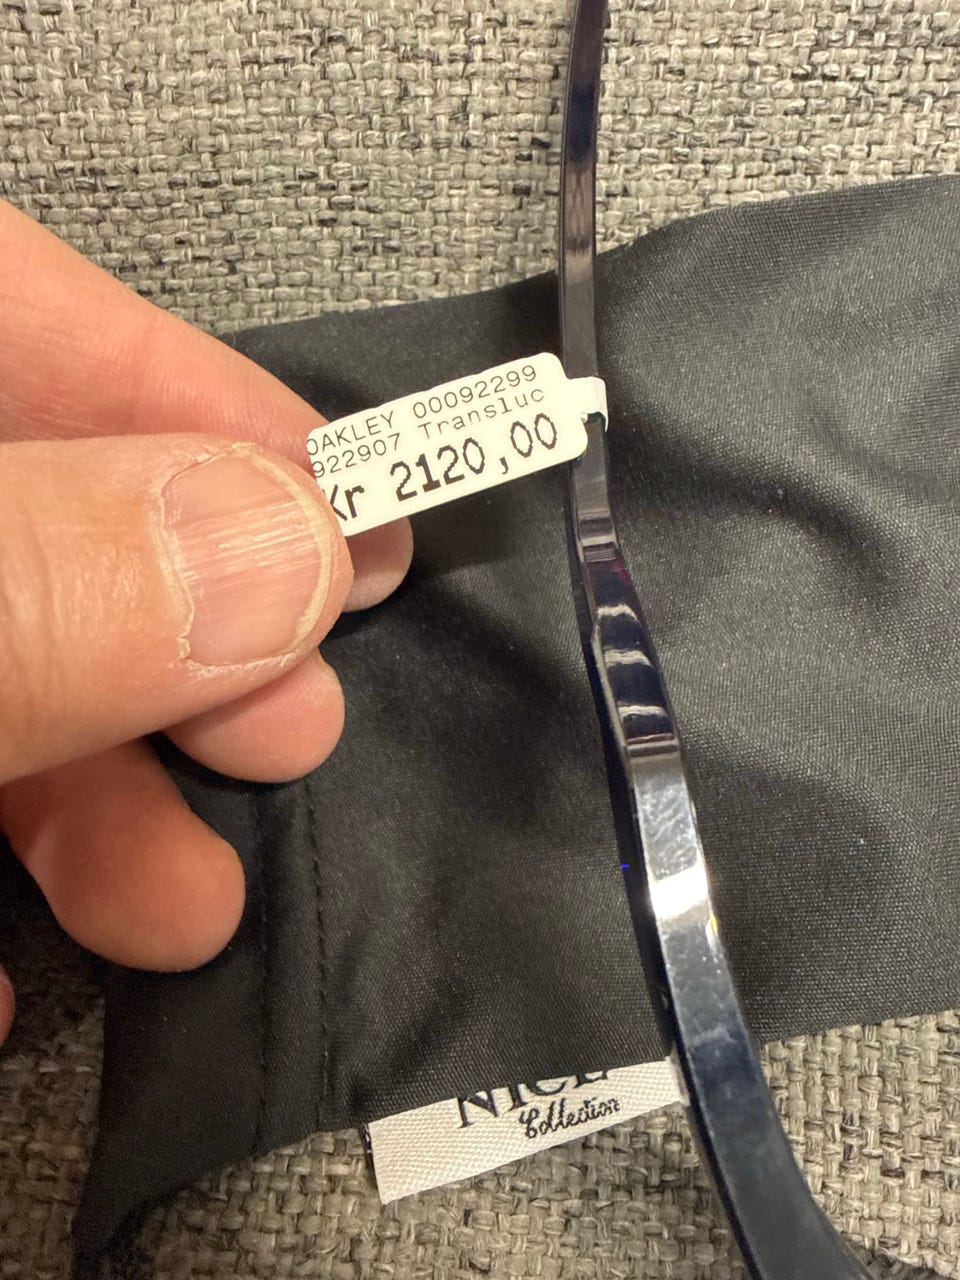 OAKLEY 00092299
922907 Transluc
Kr 2120,00
Collection